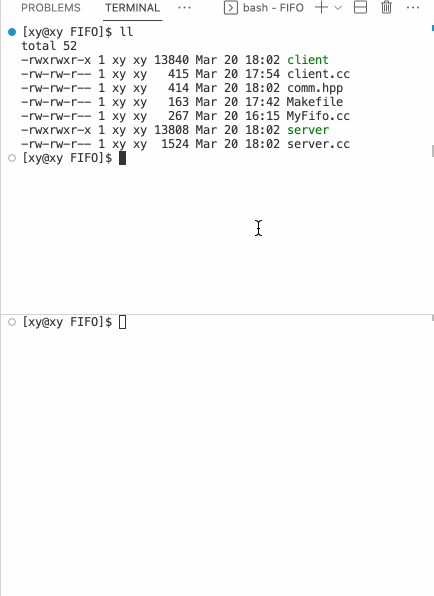 PROBLEMS TERMINAL ··· bash - FIFO ···
[xy@xy FIFO]$ ll
total 52
-rwxrwxr-x 1 xy xy 13840 Mar 20 18:02 client
-rw-rw-r-- 1 xy xy   415 Mar 20 17:54 client.cc
-rw-rw-r-- 1 xy xy   414 Mar 20 18:02 comm.hpp
-rw-rw-r-- 1 xy xy   163 Mar 20 17:42 Makefile
-rw-rw-r-- 1 xy xy   267 Mar 20 16:15 MyFifo.cc
-rwxrwxr-x 1 xy xy 13808 Mar 20 18:02 server
-rw-rw-r-- 1 xy xy  1524 Mar 20 18:02 server.cc
[xy@xy FIFO]$
[xy@xy FIFO]$